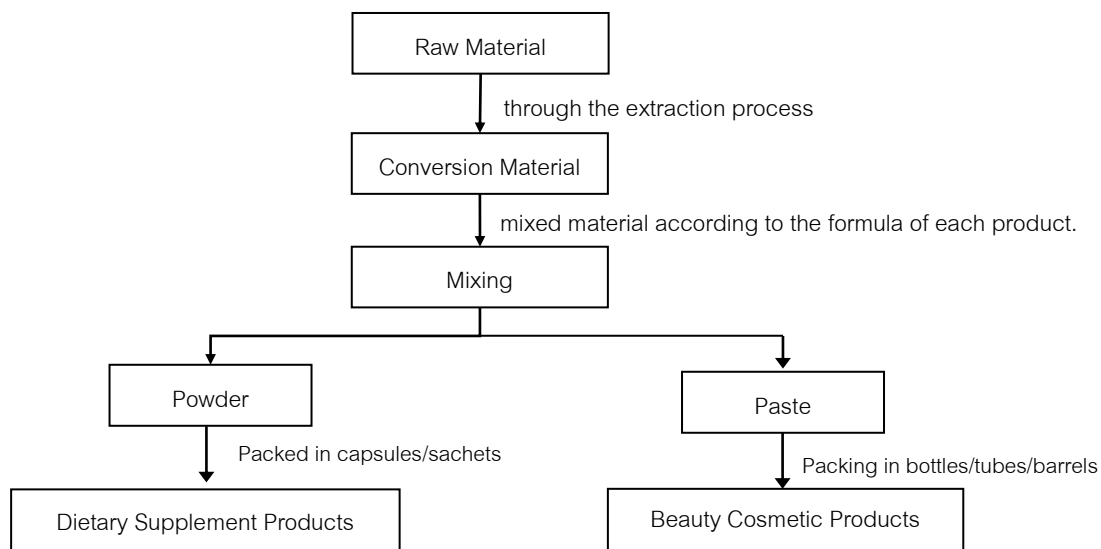 Raw Material
through the extraction process
Conversion Material
mixed material according to the formula of each product.
Mixing
Powder
Paste
Packed in capsules/sachets
Packing in bottles/tubes/barrels
Dietary Supplement Products
Beauty Cosmetic Products